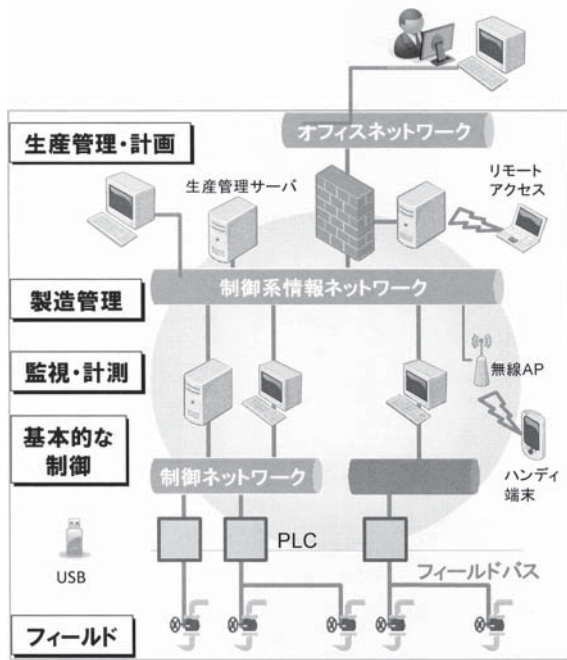 オフィスネットワーク
生産管理・計画
生産管理サーバ
リモート
アクセス
制御系情報ネットワーク
製造管理
監視・計測
無線AP
基本的な
制御
制御ネットワーク
ハンディ
端末
PLC
USB
フィールドバス
フィールド